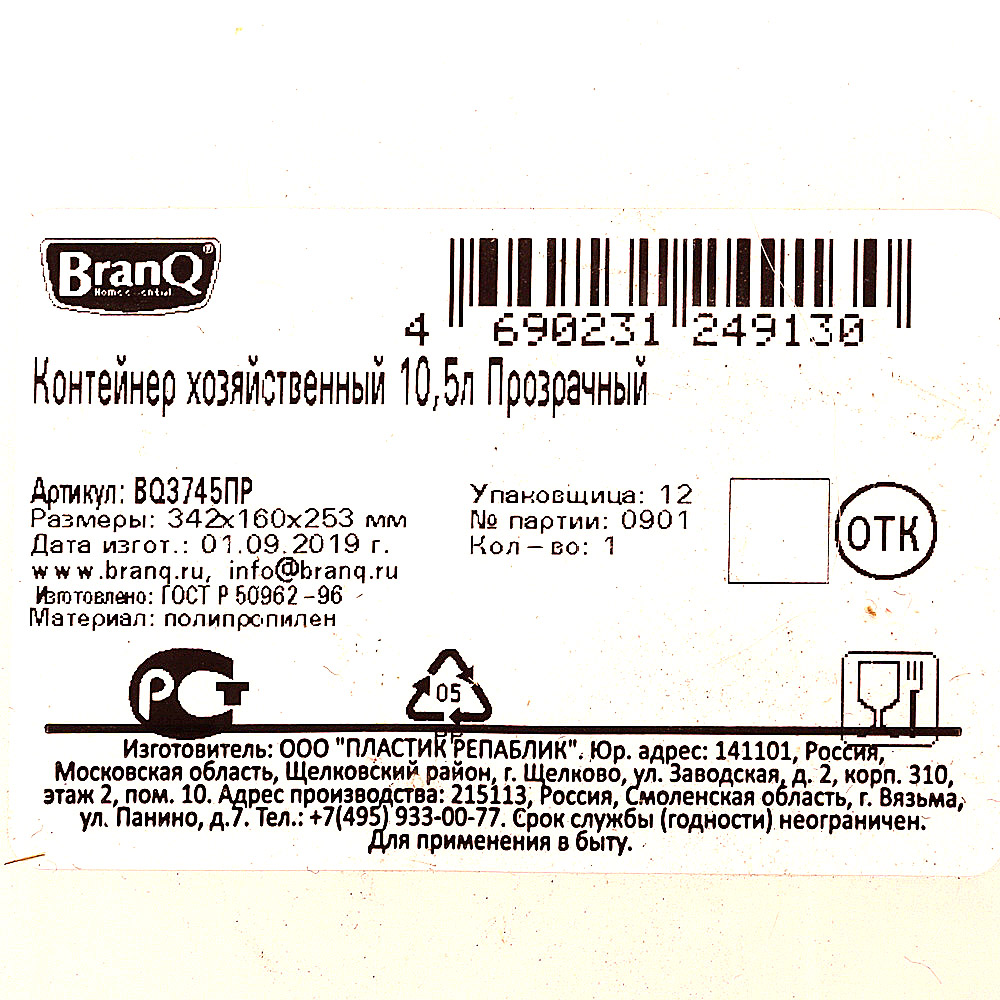 BranQ®
4 690231 249130
Контейнер хозяйственный 10,5л Прозрачный
Артикул: BQ3745ПР
Размеры: 342x160x253 мм
Дата изгот.: 01.09.2019 г.
www.branq.ru, info@branq.ru
Изготовлено: ГОСТ Р 50962-96
Материал: полипропилен
Упаковщица: 12
№ партии: 0901
Кол-во: 1
ОТК
РСТ
05
PP
Изготовитель: ООО "ПЛАСТИК РЕПАБЛИК". Юр. адрес: 141101, Россия,
Московская область, Щелковский район, г. Щелково, ул. Заводская, д. 2, корп. 310,
этаж 2, пом. 10. Адрес производства: 215113, Россия, Смоленская область, г. Вязьма,
ул. Панино, д.7. Тел.: +7(495) 933-00-77. Срок службы (годности) неограничен.
Для применения в быту.